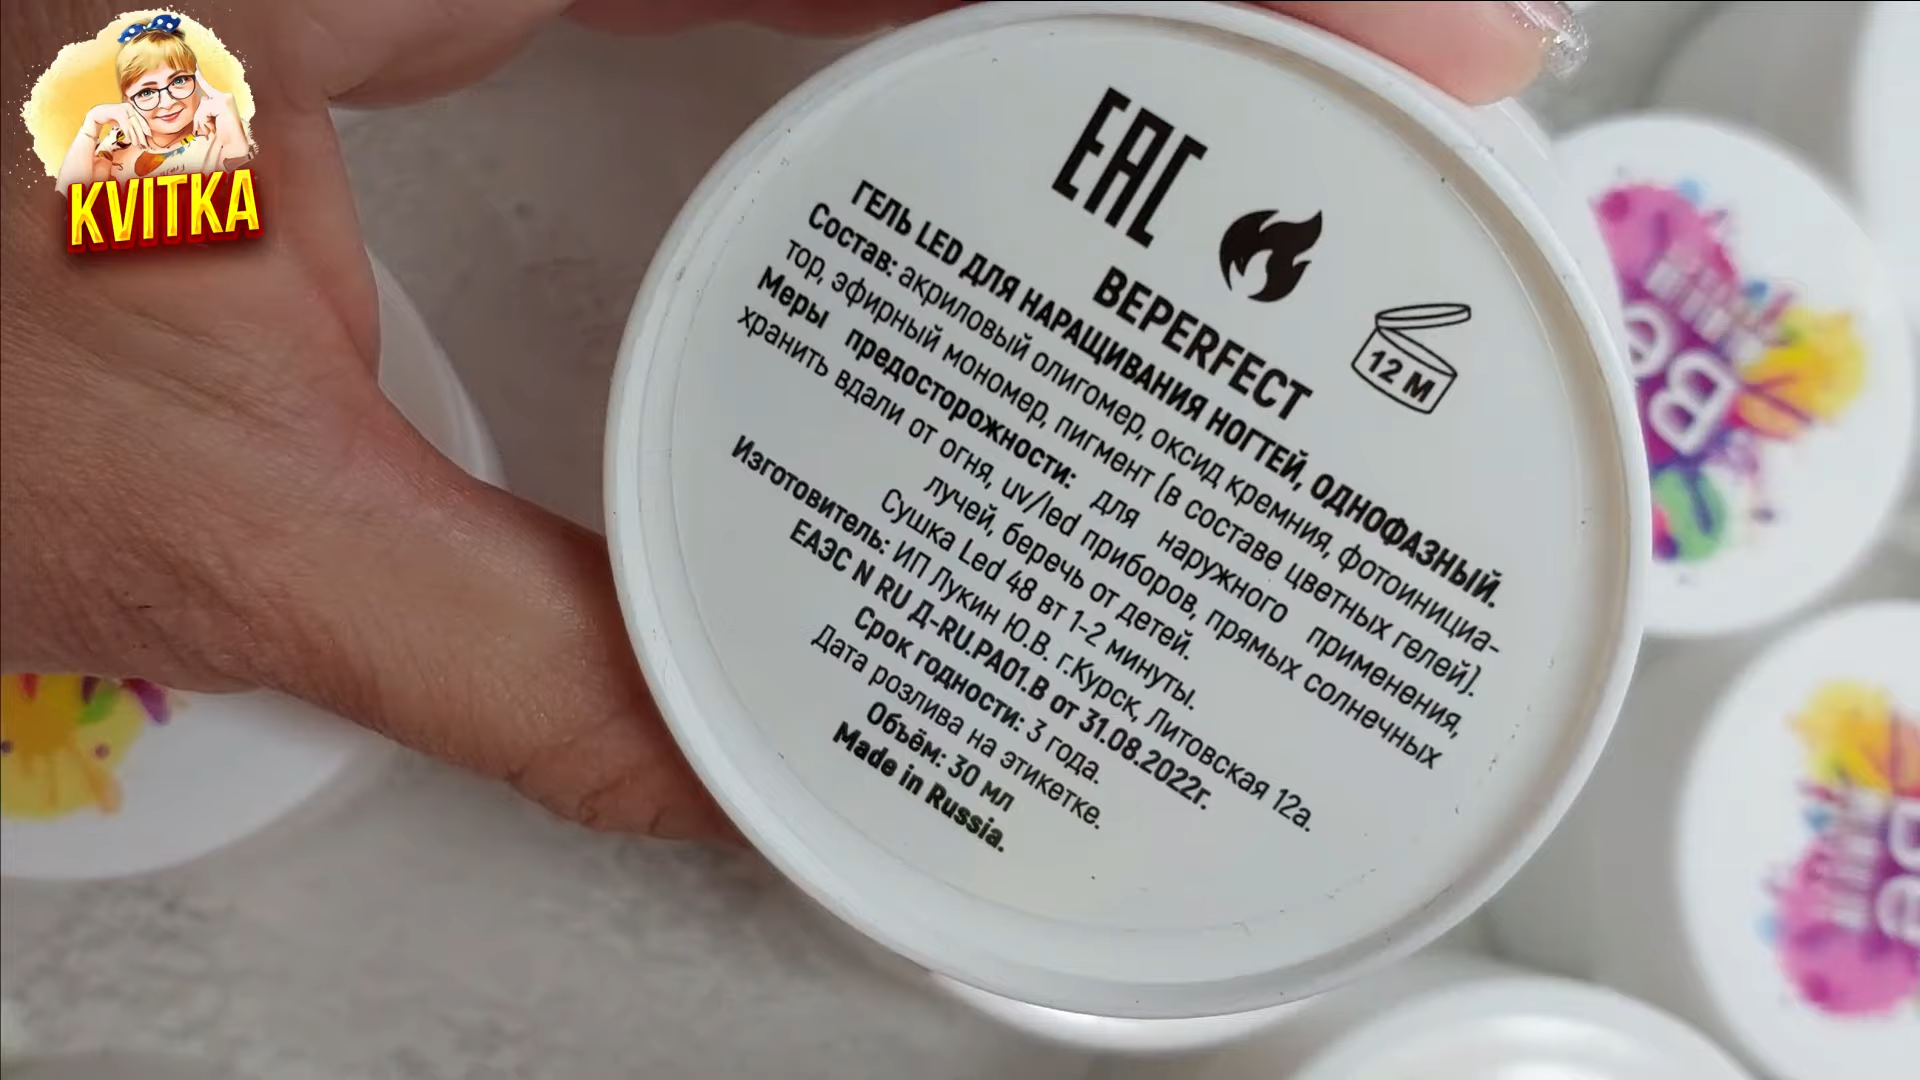 KVITKA
EAC
BEPERFECT
12 M
ГЕЛЬ LED ДЛЯ НАРАЩИВАНИЯ НОГТЕЙ, ОДНОФАЗНЫЙ.
Состав: акриловый олигомер, оксид кремния, фотоинициа-
тор, эфирный мономер, пигмент (в составе цветных гелей).
Меры предосторожности: для наружного применения,
хранить вдали от огня, uv/led приборов, прямых солнечных
лучей, беречь от детей.
Сушка Led 48 вт 1-2 минуты.
Изготовитель: ИП Лукин Ю.В. г.Курск, Литовская 12а.
ЕАЭС N RU Д-RU.РА01.В от 31.08.2022г.
Срок годности: 3 года.
Дата розлива на этикетке.
Объём: 30 мл
Made in Russia.
Be